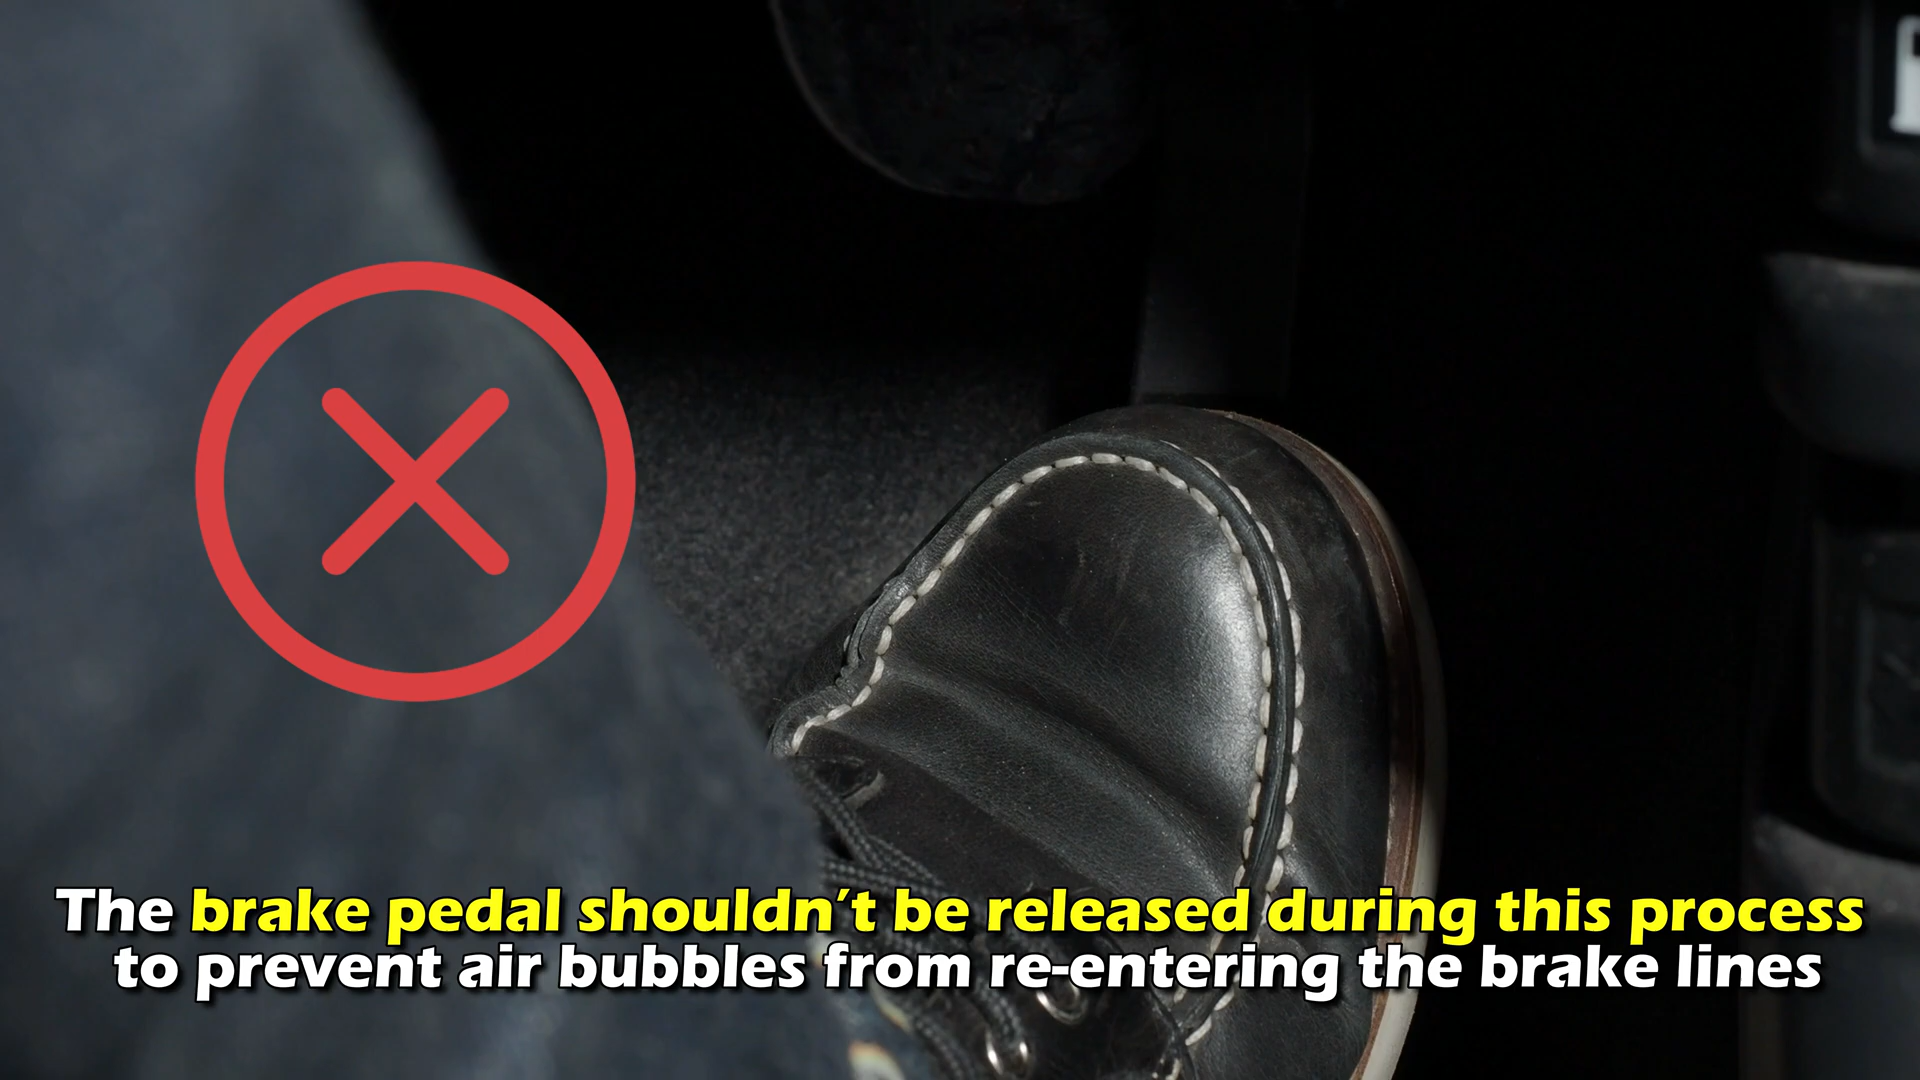 The brake pedal shouldn't be released during this process
to prevent air bubbles from re-entering the brake lines